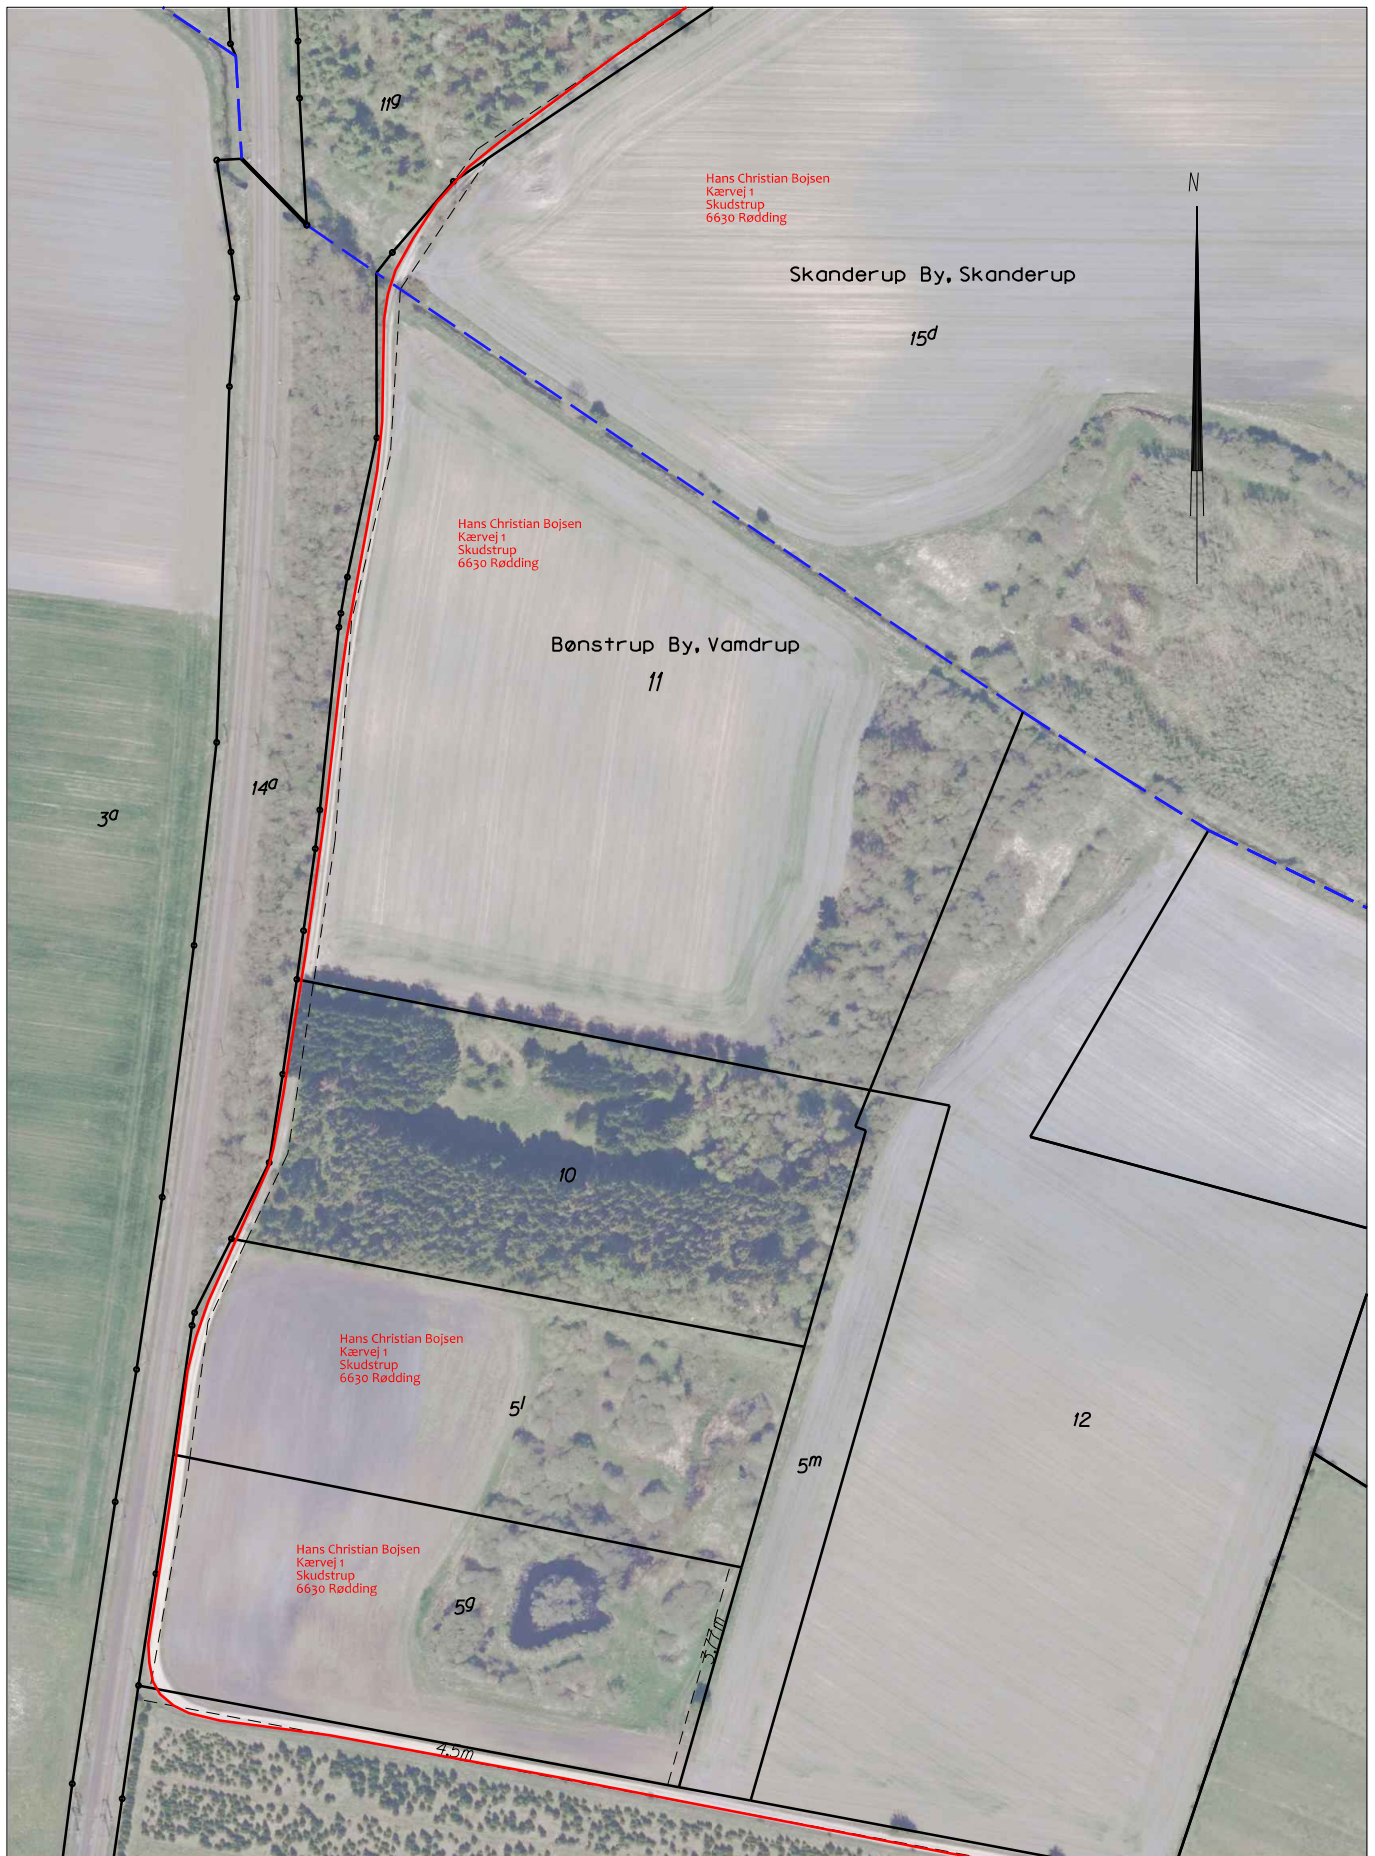 11g
Hans Christian Bojsen
Kærvej 1
Skudstrup
6630 Rødding
N
Skanderup By, Skanderup
15d
Hans Christian Bojsen
Kærvej 1
Skudstrup
6630 Rødding
Bønstrup By, Vamdrup
11
14a
3a
10
Hans Christian Bojsen
Kærvej 1
Skudstrup
6630 Rødding
5l
12
5m
Hans Christian Bojsen
Kærvej 1
Skudstrup
6630 Rødding
5g
3.77m
4.5m